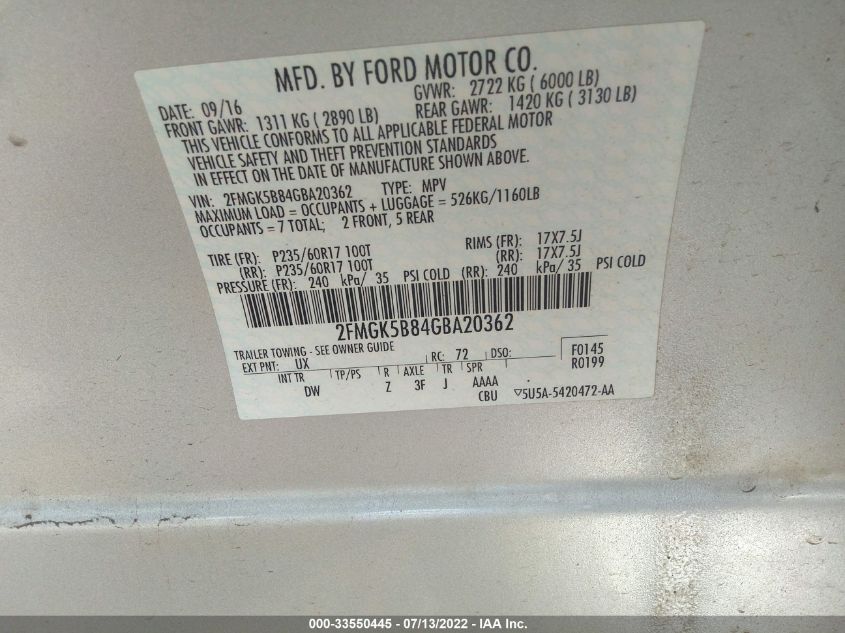 MFD. BY FORD MOTOR CO.
DATE: 09/16 GVWR: 2722 KG ( 6000 LB)
FRONT GAWR: 1311 KG ( 2890 LB) REAR GAWR: 1420 KG ( 3130 LB)
THIS VEHICLE CONFORMS TO ALL APPLICABLE FEDERAL MOTOR
VEHICLE SAFETY AND THEFT PREVENTION STANDARDS
IN EFFECT ON THE DATE OF MANUFACTURE SHOWN ABOVE.
VIN: 2FMGK5B84GBA20362 TYPE: MPV
MAXIMUM LOAD = OCCUPANTS + LUGGAGE = 526KG/1160LB
OCCUPANTS = 7 TOTAL; 2 FRONT, 5 REAR
TIRE (FR): P235/60R17 100T RIMS (FR): 17X7.5J
(RR): P235/60R17 100T (RR): 17X7.5J
PRESSURE (FR): 240 kPa/ 35 PSI COLD (RR): 240 kPa/ 35 PSI COLD
2FMGK5B84GBA20362
TRAILER TOWING - SEE OWNER GUIDE
EXT PNT: UX RC: 72 DSO: F0145
R0199
INT TR TP/PS R AXLE TR SPR
DW Z 3F J AAAA
CBU ▽5U5A-5420472-AA
000-33550445 - 07/13/2022 - IAA Inc.